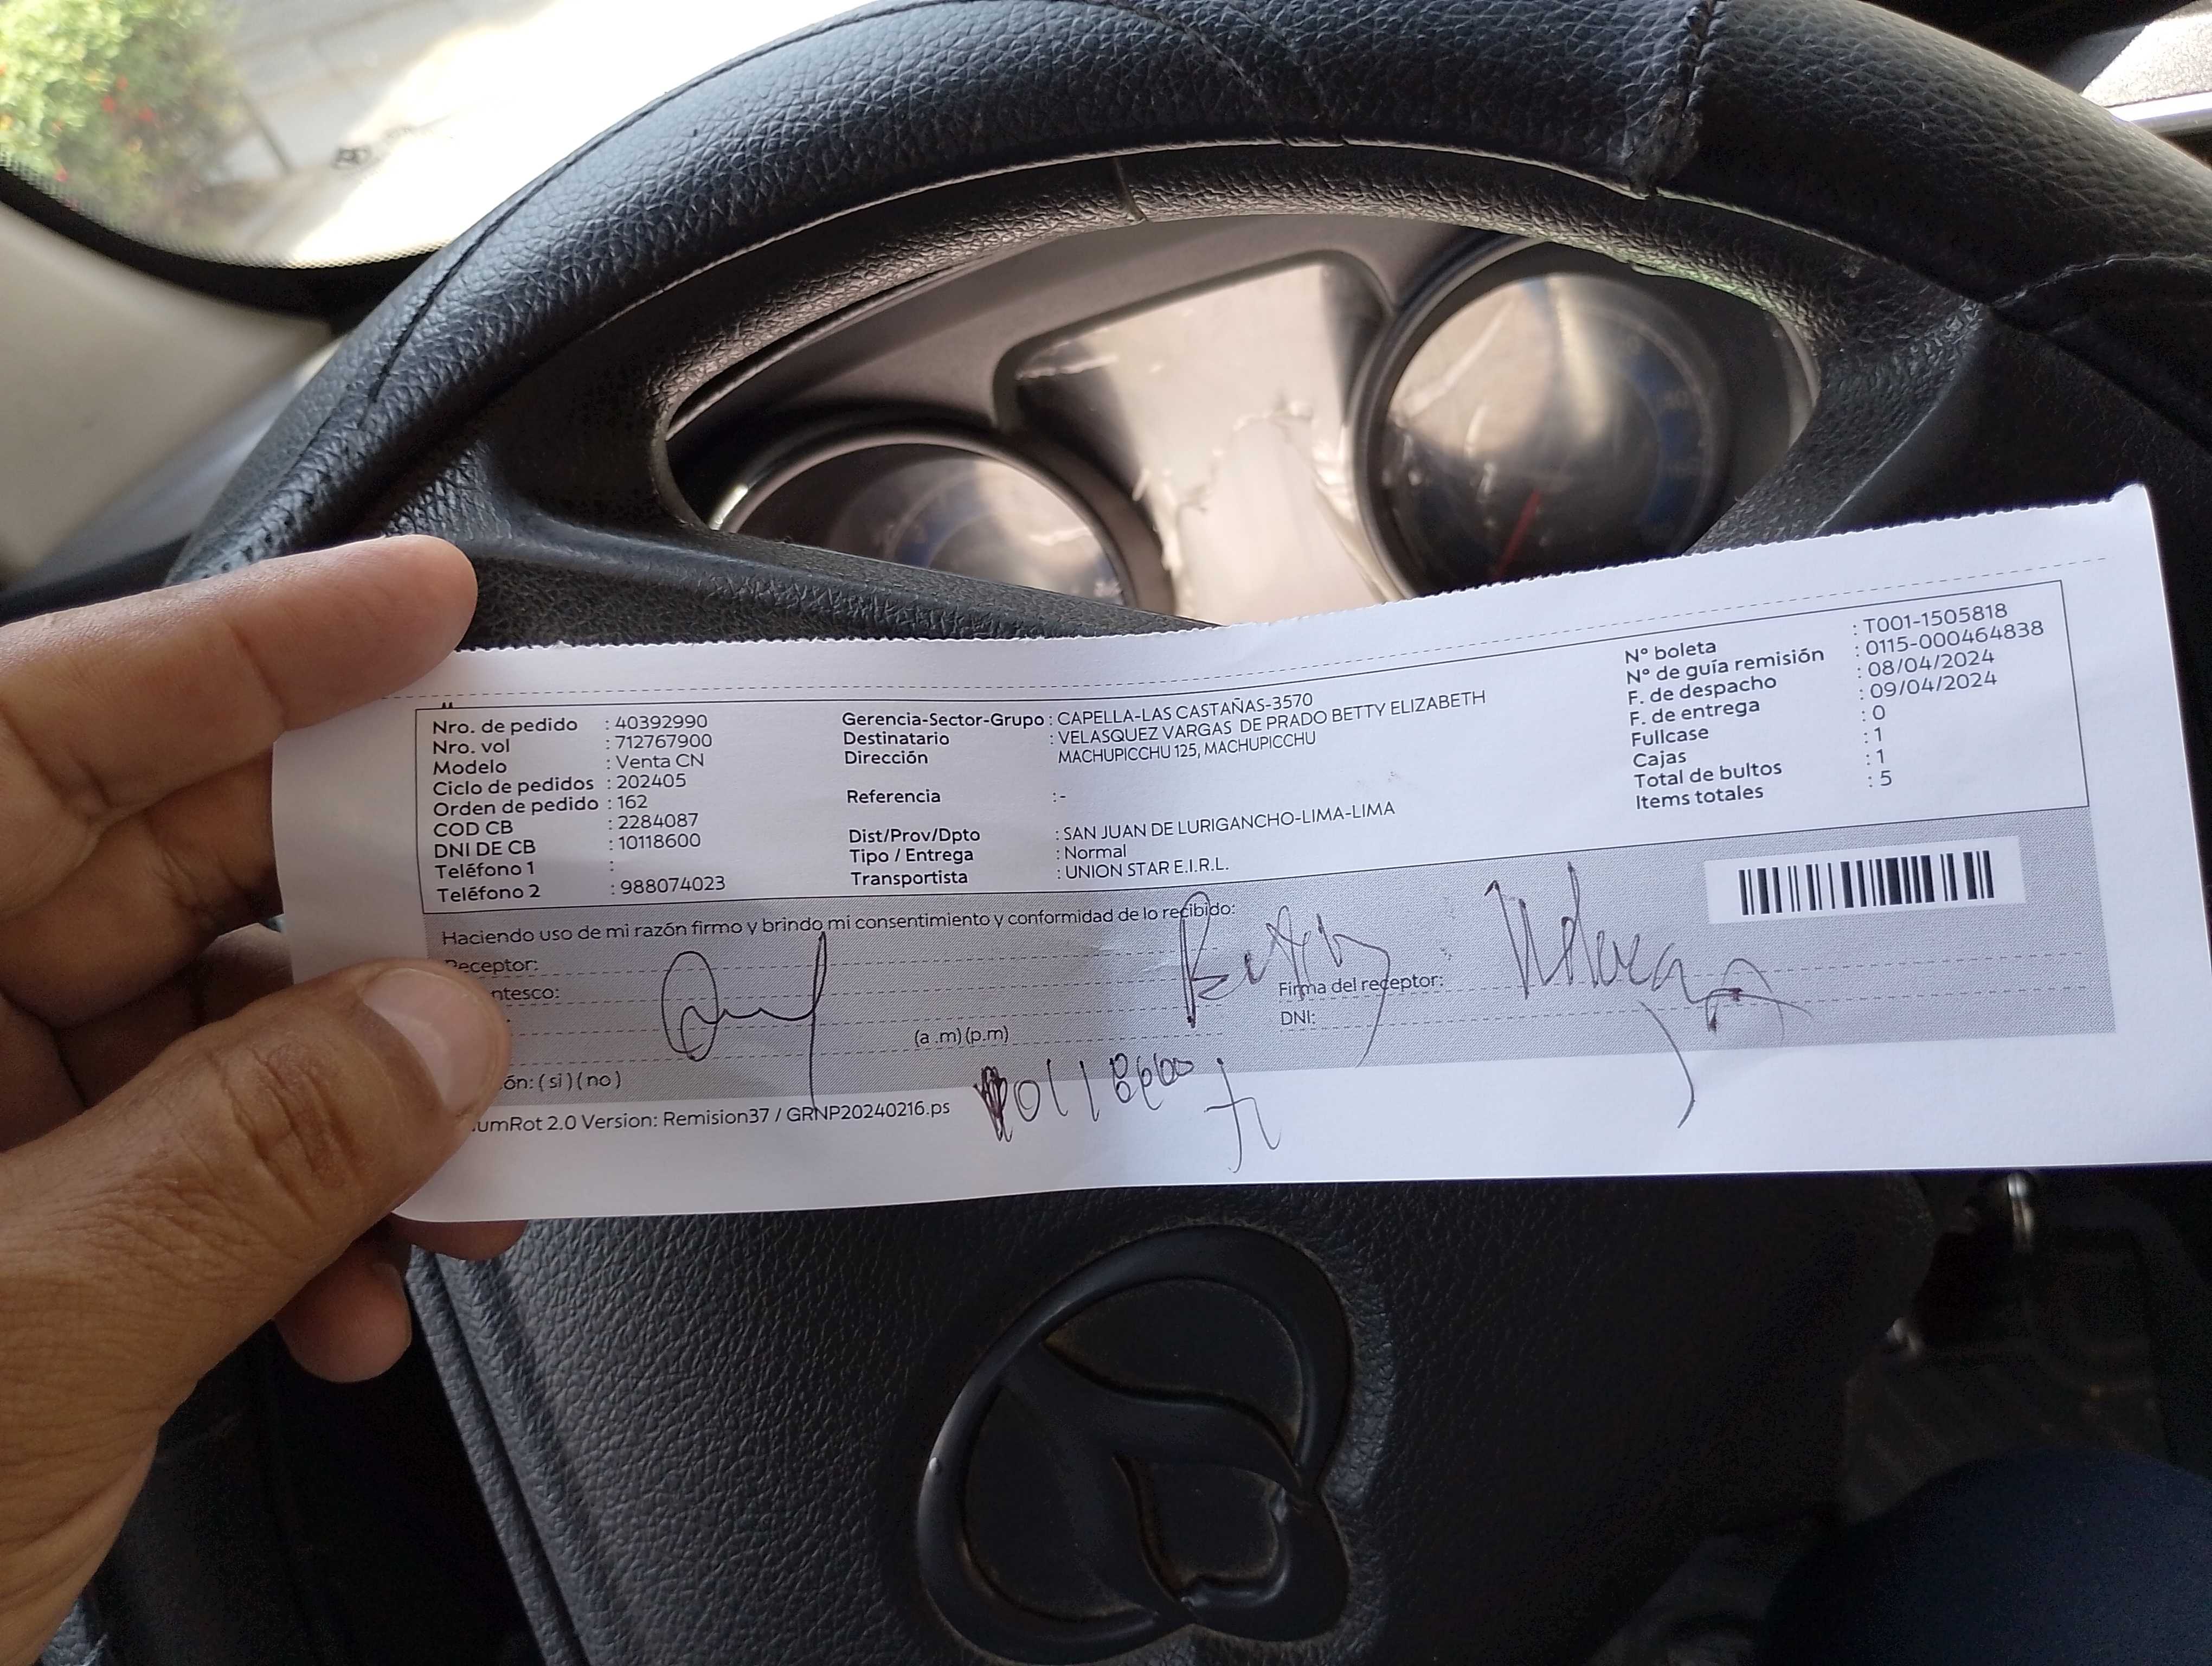 Nro. de pedido : 40392990
Nro. vol : 712767900
Modelo : Venta CN
Ciclo de pedidos : 202405
Orden de pedido : 162
COD CB : 2284087
DNI DE CB : 10118600
Teléfono 1 :
Teléfono 2 : 988074023
Gerencia-Sector-Grupo : CAPELLA-LAS CASTAÑAS-3570
Destinatario : VELASQUEZ VARGAS DE PRADO BETTY ELIZABETH
Dirección MACHUPICCHU 125, MACHUPICCHU
Referencia :-
Dist/Prov/Dpto : SAN JUAN DE LURIGANCHO-LIMA-LIMA
Tipo / Entrega : Normal
Transportista : UNION STAR E.I.R.L.
N° boleta : T001-1505818
N° de guía remisión : 0115-000464838
F. de despacho : 08/04/2024
F. de entrega : 09/04/2024
Fullcase : 0
Cajas : 1
Total de bultos : 1
Items totales : 5
Haciendo uso de mi razón firmo y brindo mi consentimiento y conformidad de lo recibido:
Receptor:
ntesco:
Firma del receptor:
DNI:
(a .m) (p.m)
ón: ( si ) ( no )
umRot 2.0 Version: Remision37 / GRNP20240216.ps